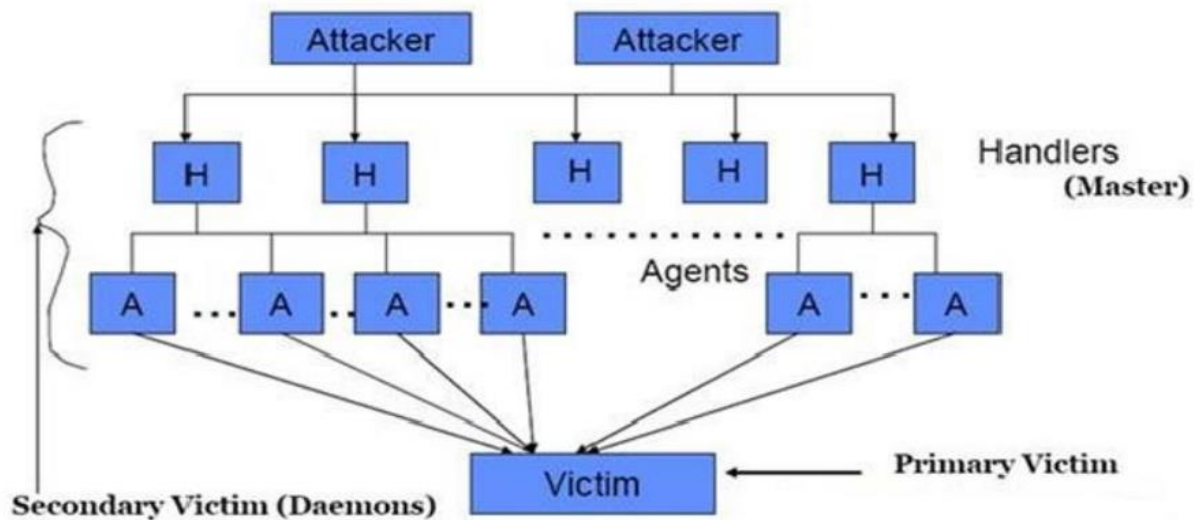 Attacker
Attacker
H
H
H
H
H
Handlers
(Master)
Agents
A
A
A
A
A
A
Victim
Primary Victim
Secondary Victim (Daemons)